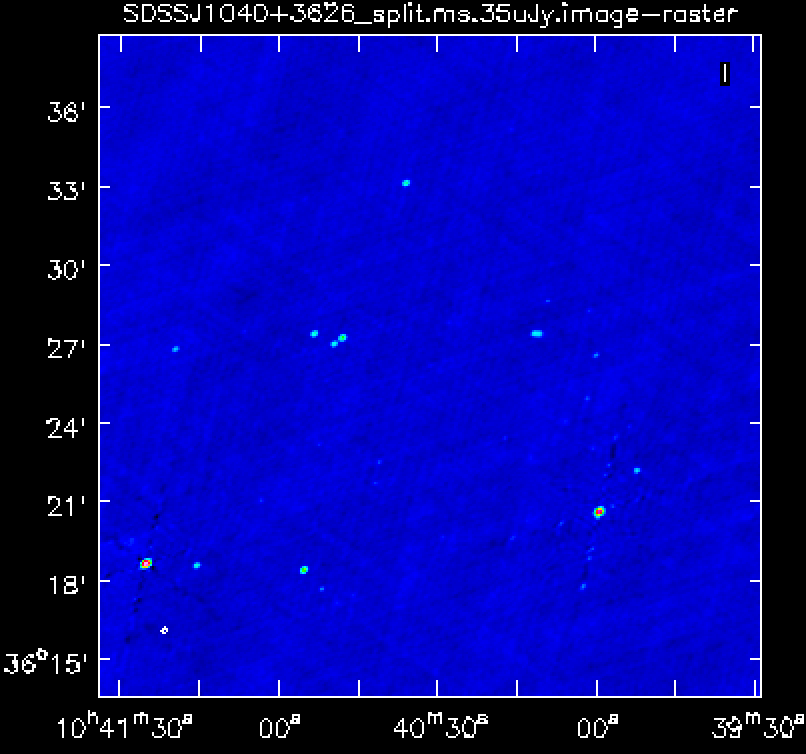 SDSSJ1040+3626_split.ms.35uJy.image-raster
I
36'
33'
30'
27'
24'
21'
18'
36°15'
10ʰ41ᵐ30ˢ 00ˢ 40ᵐ30ˢ 00ˢ 39ᵐ30ˢ